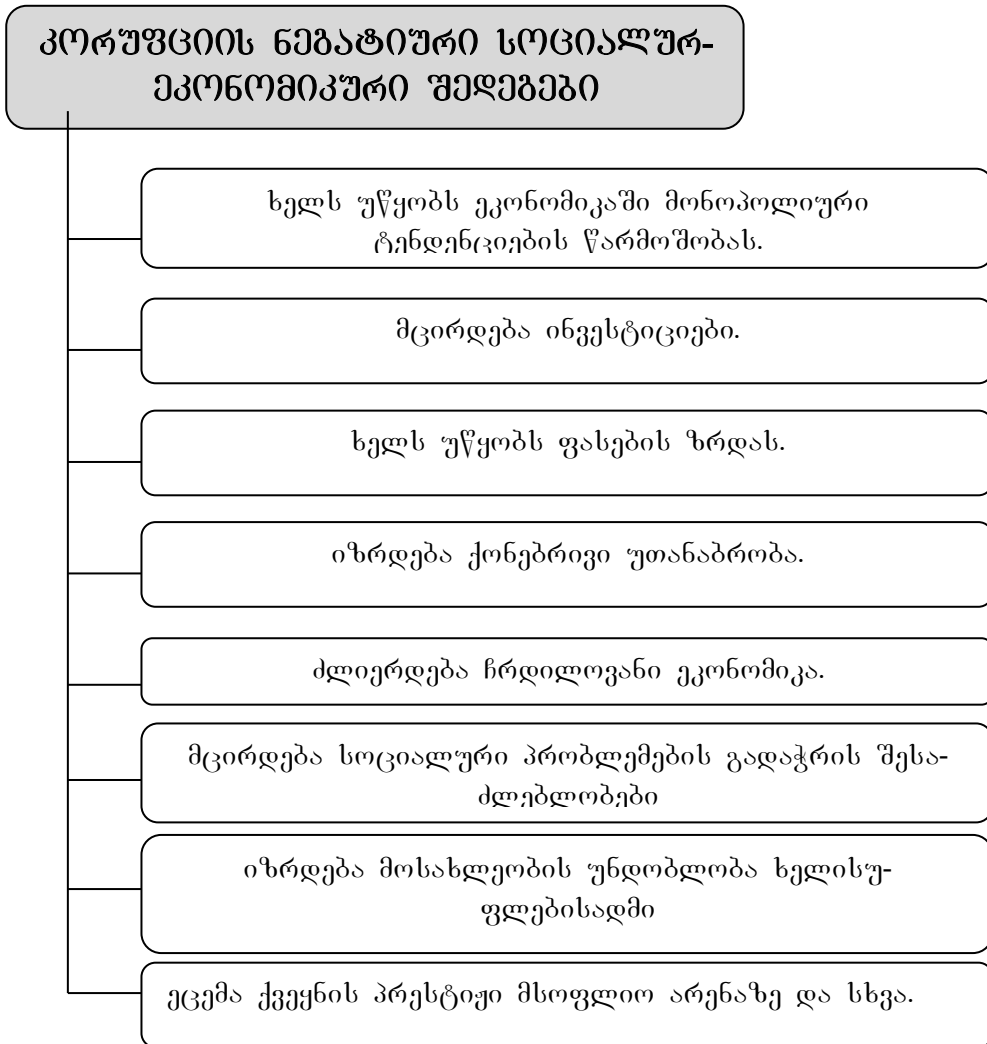 კორუფციის ნეგატიური სოციალურ-
ეკონომიკური შედეგები
ხელს უწყობს ეკონომიკაში მონოპოლიური
ტენდენციების წარმოშობას.
მცირდება ინვესტიციები.
ხელს უწყობს ფასების ზრდას.
იზრდება ქონებრივი უთანაბრობა.
ძლიერდება ჩრდილოვანი ეკონომიკა.
მცირდება სოციალური პრობლემების გადაჭრის შესა-
ძლებლობები
იზრდება მოსახლეობის უნდობლობა ხელისუ-
ფლებისადმი
ეცემა ქვეყნის პრესტიჟი მსოფლიო არენაზე და სხვა.